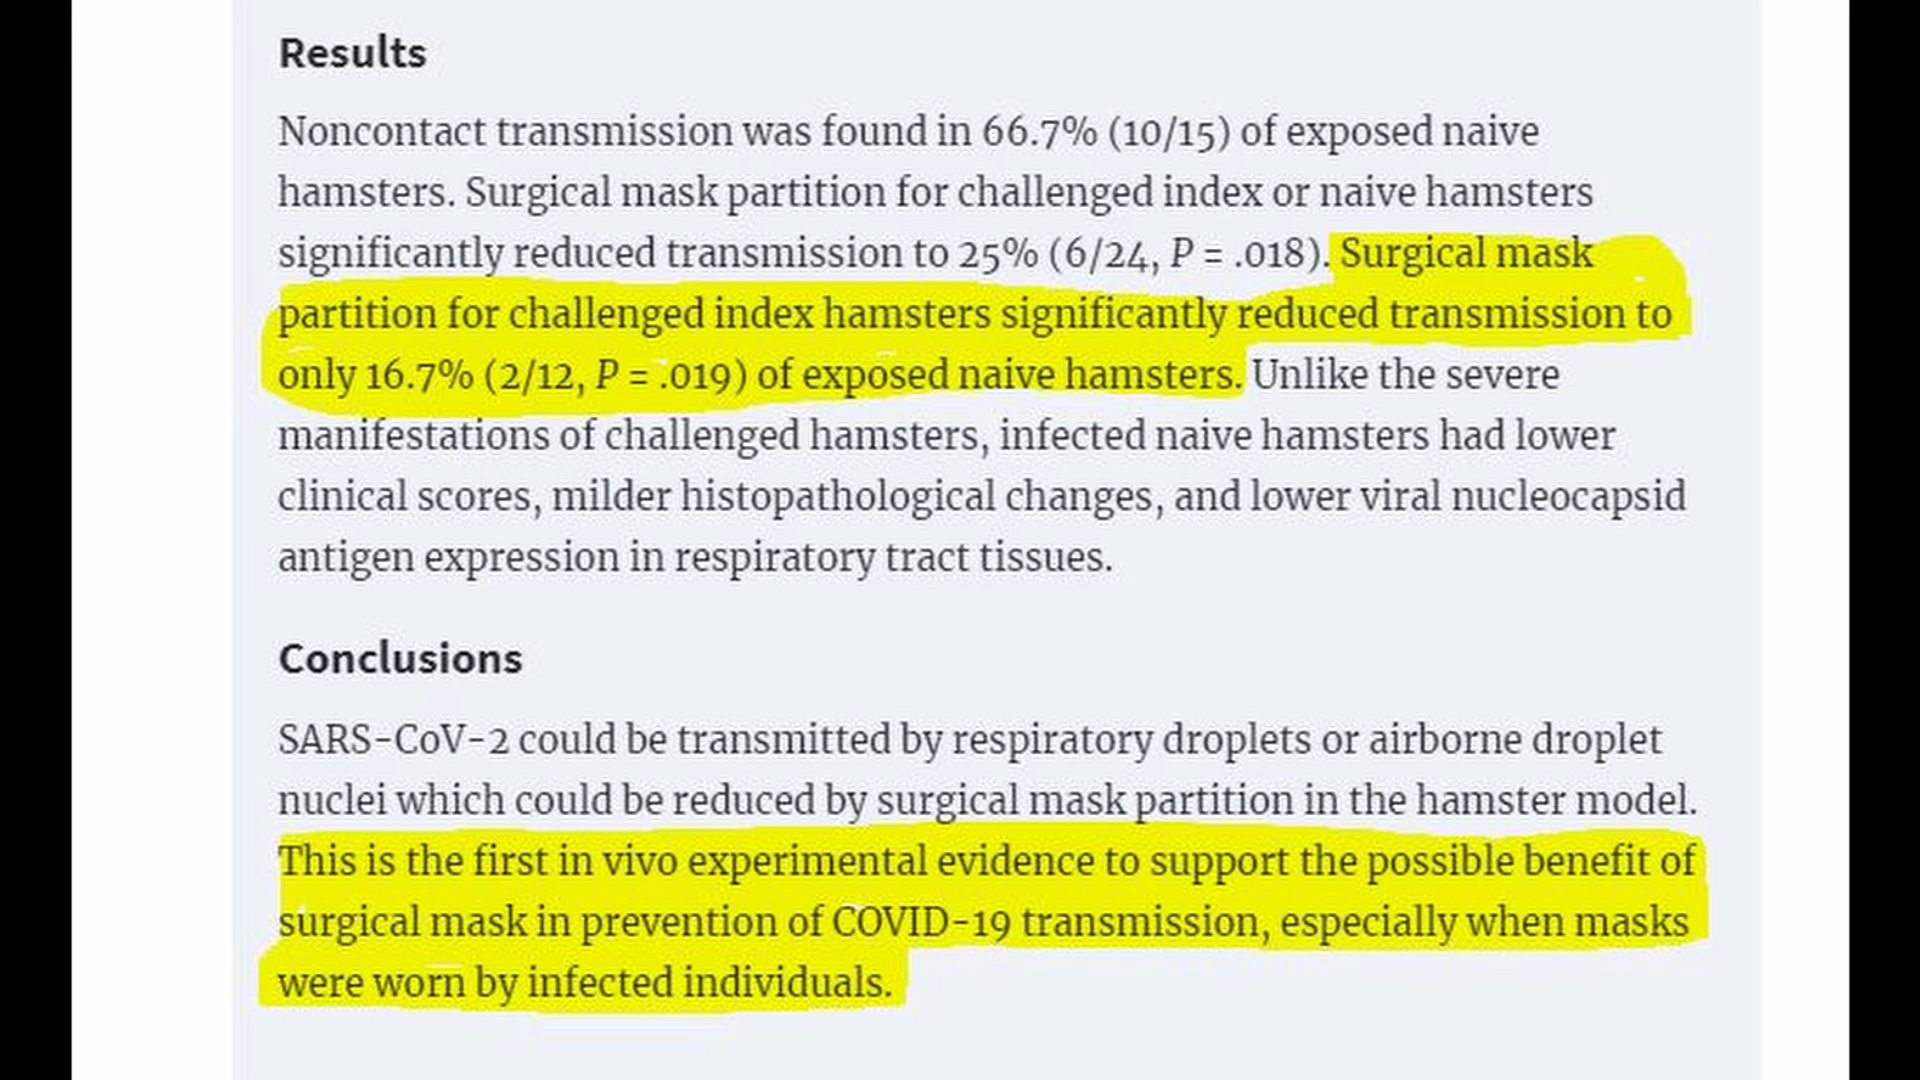 Results
Noncontact transmission was found in 66.7% (10/15) of exposed naive
hamsters. Surgical mask partition for challenged index or naive hamsters
significantly reduced transmission to 25% (6/24, P = .018). Surgical mask
partition for challenged index hamsters significantly reduced transmission to
only 16.7% (2/12, P = .019) of exposed naive hamsters. Unlike the severe
manifestations of challenged hamsters, infected naive hamsters had lower
clinical scores, milder histopathological changes, and lower viral nucleocapsid
antigen expression in respiratory tract tissues.
Conclusions
SARS-CoV-2 could be transmitted by respiratory droplets or airborne droplet
nuclei which could be reduced by surgical mask partition in the hamster model.
This is the first in vivo experimental evidence to support the possible benefit of
surgical mask in prevention of COVID-19 transmission, especially when masks
were worn by infected individuals.